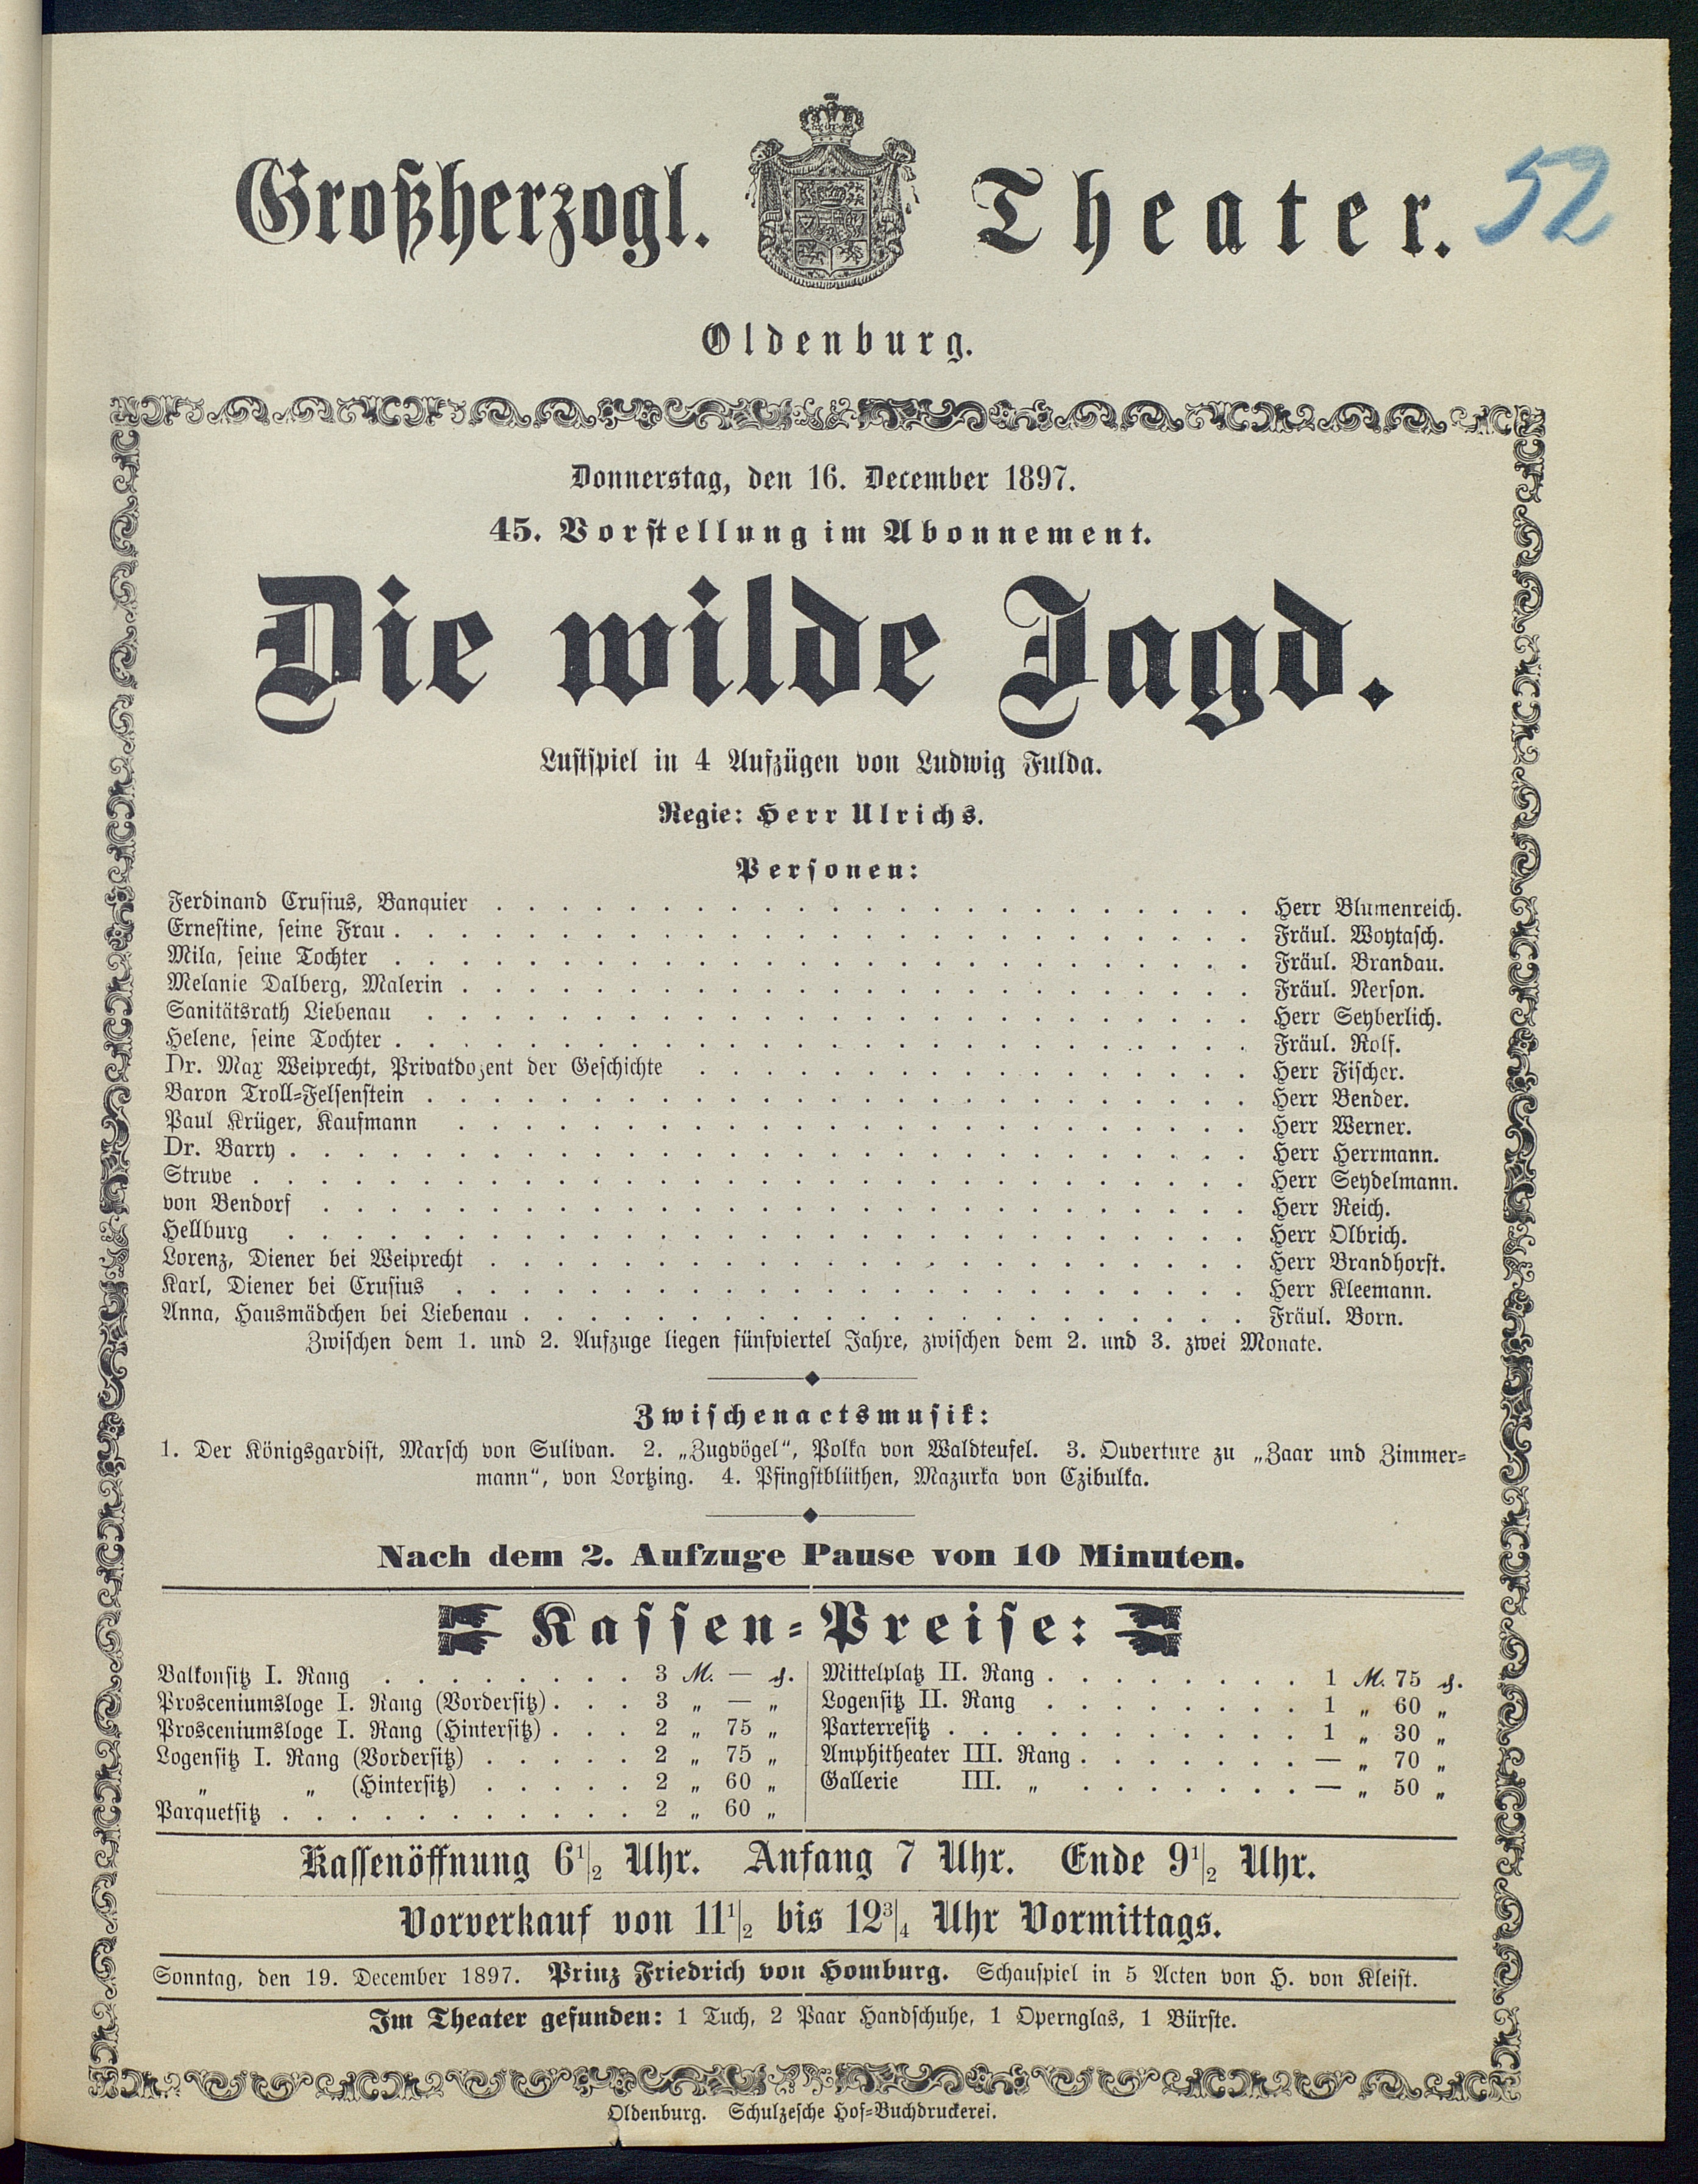 Großherzogl. Theater. 52
Oldenburg.
Donnerstag, den 16. December 1897.
45. Vorstellung im Abonnement.
Die wilde Jagd.
Lustspiel in 4 Aufzügen von Ludwig Fulda.
Regie: Herr Ulrichs.
Personen:
Ferdinand Crusius, Banquier . . . . . Herr Blumenreich.
Ernestine, seine Frau . . . . . Fräul. Woytasch.
Mila, seine Tochter . . . . . Fräul. Brandau.
Melanie Dalberg, Malerin . . . . . Fräul. Nerson.
Sanitätsrath Liebenau . . . . . Herr Seyberlich.
Helene, seine Tochter . . . . . Fräul. Rolf.
Dr. Max Weiprecht, Privatdozent der Geschichte . . . . . Herr Fischer.
Baron Troll=Felsenstein . . . . . Herr Bender.
Paul Krüger, Kaufmann . . . . . Herr Werner.
Dr. Barry . . . . . Herr Herrmann.
Struve . . . . . Herr Seydelmann.
von Bendorf . . . . . Herr Reich.
Hellburg . . . . . Herr Olbrich.
Lorenz, Diener bei Weiprecht . . . . . Herr Brandhorst.
Karl, Diener bei Crusius . . . . . Herr Kleemann.
Anna, Hausmädchen bei Liebenau . . . . . Fräul. Born.
Zwischen dem 1. und 2. Aufzuge liegen fünfviertel Jahre, zwischen dem 2. und 3. zwei Monate.
Zwischenactsmusik:
1. Der Königsgardist, Marsch von Sulivan. 2. „Zugvögel“, Polka von Waldteufel. 3. Ouverture zu „Zaar und Zimmer=
mann“, von Lortzing. 4. Pfingstblüthen, Mazurka von Czibulka.
Nach dem 2. Aufzuge Pause von 10 Minuten.
Kassen=Preise:
Balkonsitz I. Rang . . . . . 3 M. — ₰.
Prosceniumsloge I. Rang (Vordersitz) . . . 3 „ — „
Prosceniumsloge I. Rang (Hintersitz) . . . 2 „ 75 „
Logensitz I. Rang (Vordersitz) . . . . . 2 „ 75 „
„ „ (Hintersitz) . . . . . 2 „ 60 „
Parquetsitz . . . . . 2 „ 60 „
Mittelplatz II. Rang . . . . . 1 M. 75 ₰.
Logensitz II. Rang . . . . . 1 „ 60 „
Parterresitz . . . . . 1 „ 30 „
Amphitheater III. Rang . . . . . — „ 70 „
Gallerie III. „ . . . . . — „ 50 „
Kassenöffnung 6 1/2 Uhr. Anfang 7 Uhr. Ende 9 1/2 Uhr.
Vorverkauf von 11 1/2 bis 12 3/4 Uhr Vormittags.
Sonntag, den 19. December 1897. Prinz Friedrich von Homburg. Schauspiel in 5 Acten von H. von Kleist.
Im Theater gefunden: 1 Tuch, 2 Paar Handschuhe, 1 Opernglas, 1 Bürste.
Oldenburg. Schulzesche Hof=Buchdruckerei.